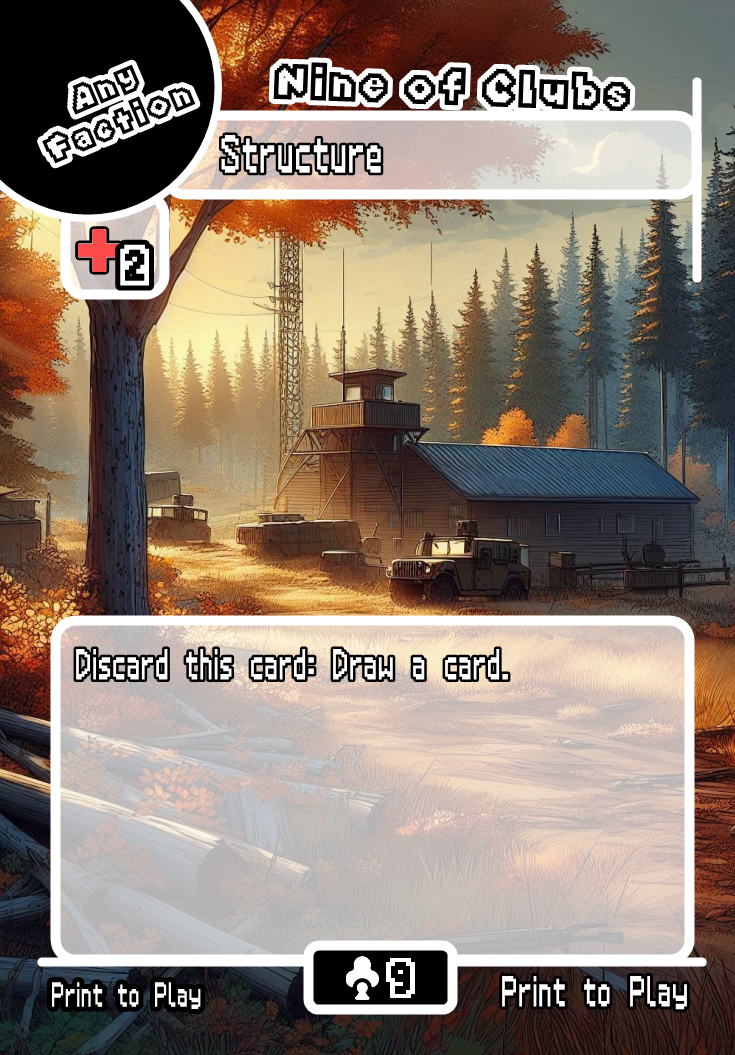 Any
Faction
Nine of Clubs
Structure
2
Discard this card: Draw a card.
Print to Play
9
Print to Play